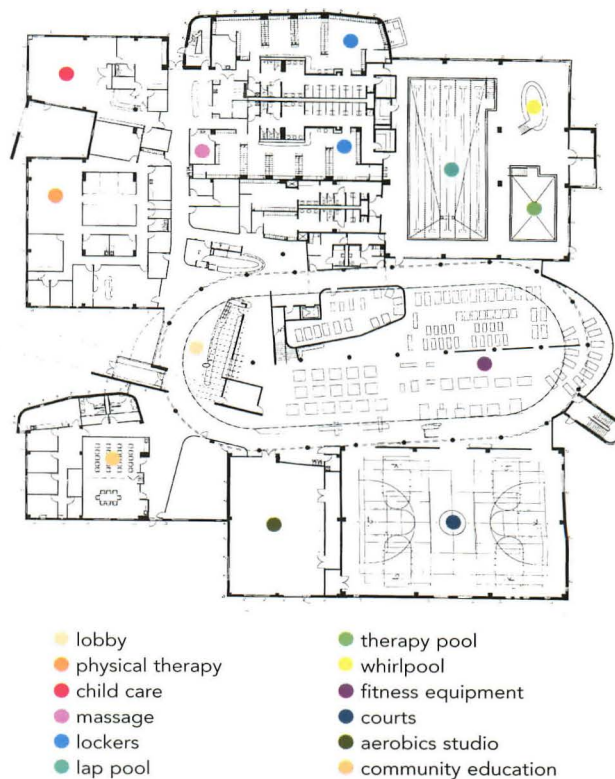 lobby
physical therapy
child care
massage
lockers
lap pool
therapy pool
whirlpool
fitness equipment
courts
aerobics studio
community education